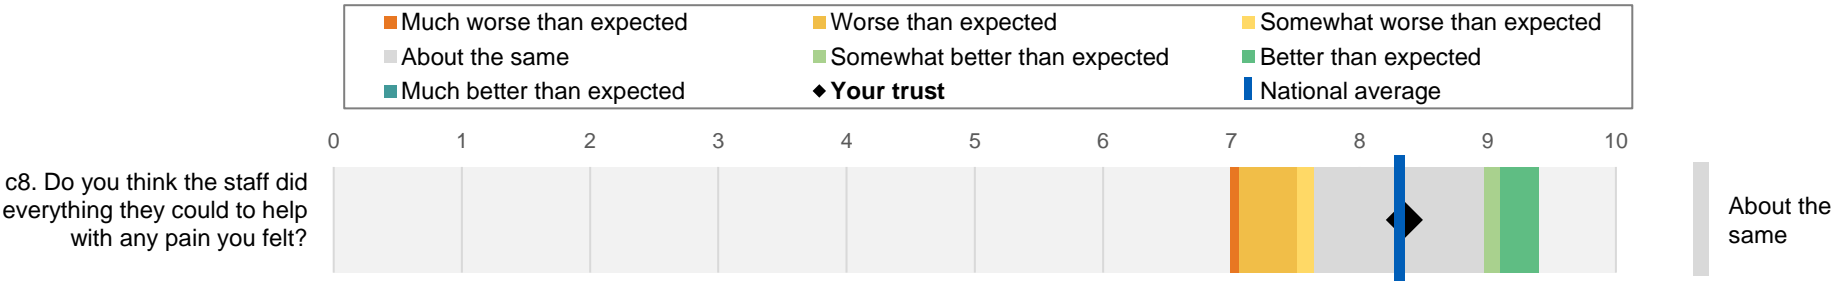 Much worse than expected
Worse than expected
Somewhat worse than expected
About the same
Somewhat better than expected
Better than expected
Much better than expected
Your trust
National average
0 1 2 3 4 5 6 7 8 9 10
c8. Do you think the staff did
everything they could to help
with any pain you felt?
About the
same